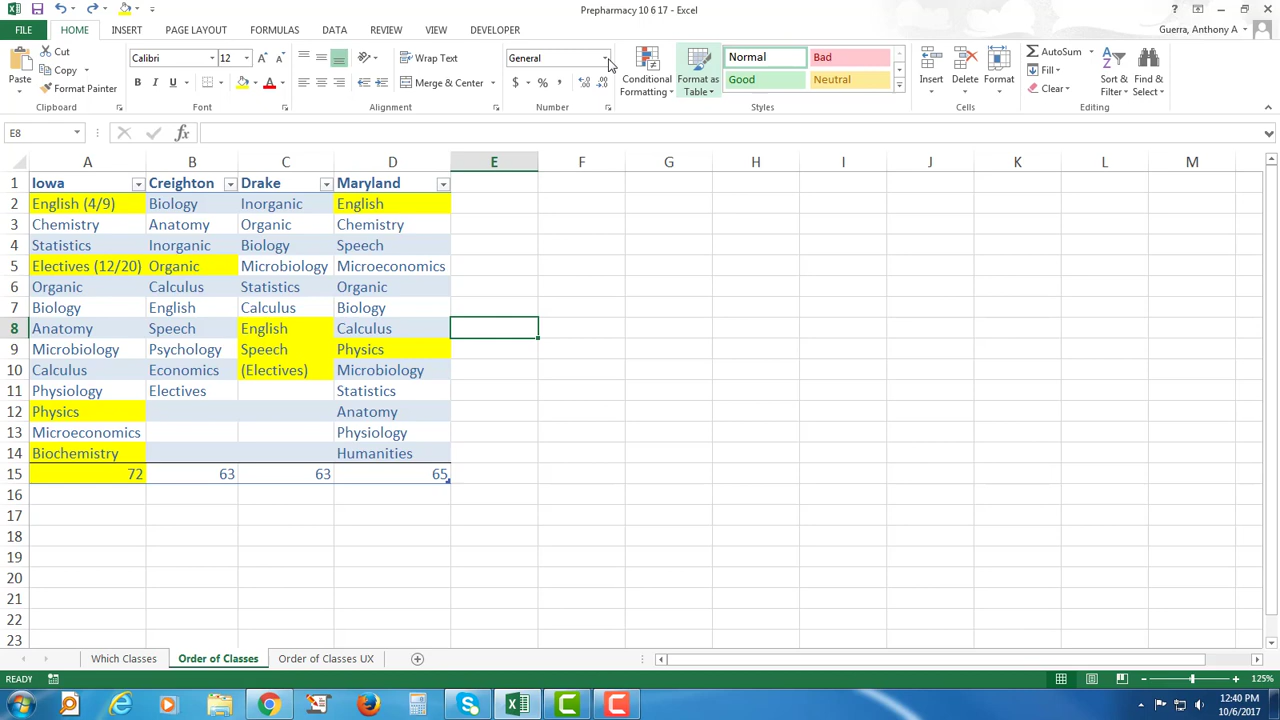 Prepharmacy 10 6 17 - Excel
FILE HOME INSERT PAGE LAYOUT FORMULAS DATA REVIEW VIEW DEVELOPER Guerra, Anthony A
Paste Cut Copy Format Painter Clipboard
Calibri 12 B I U Font
Wrap Text Merge & Center Alignment
General $ % , Number
Conditional Formatting Format as Table Normal Bad Good Neutral Styles
Insert Delete Format Cells
AutoSum Fill Clear Sort & Filter Find & Select Editing
E8 fx
A B C D E F G H I J K L M
1 Iowa Creighton Drake Maryland
2 English (4/9) Biology Inorganic English
3 Chemistry Anatomy Organic Chemistry
4 Statistics Inorganic Biology Speech
5 Electives (12/20) Organic Microbiology Microeconomics
6 Organic Calculus Statistics Organic
7 Biology English Calculus Biology
8 Anatomy Speech English Calculus
9 Microbiology Psychology Speech Physics
10 Calculus Economics (Electives) Microbiology
11 Physiology Electives Statistics
12 Physics Anatomy
13 Microeconomics Physiology
14 Biochemistry Humanities
15 72 63 63 65
16
17
18
19
20
21
22
23
Which Classes Order of Classes Order of Classes UX
READY 125%
12:40 PM
10/6/2017